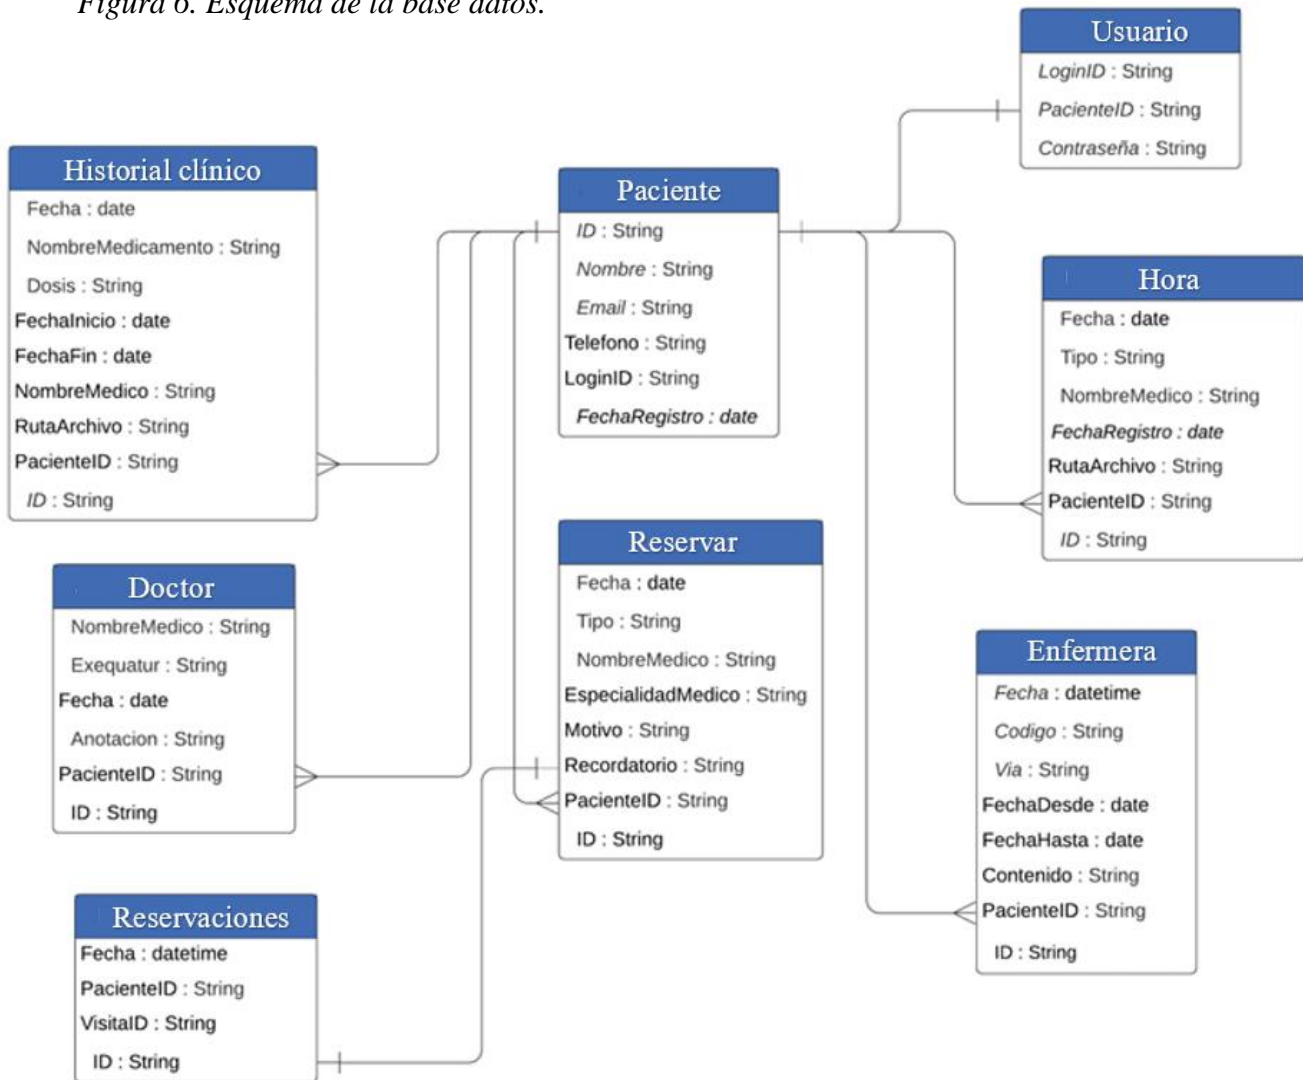 Figura 6. Esquema de la base datos.
Usuario
LoginID : String
PacienteID : String
Contraseña : String
Historial clínico
Fecha : date
NombreMedicamento : String
Dosis : String
FechaInicio : date
FechaFin : date
NombreMedico : String
RutaArchivo : String
PacienteID : String
ID : String
Paciente
ID : String
Nombre : String
Email : String
Telefono : String
LoginID : String
FechaRegistro : date
Hora
Fecha : date
Tipo : String
NombreMedico : String
FechaRegistro : date
RutaArchivo : String
PacienteID : String
ID : String
Doctor
NombreMedico : String
Exequatur : String
Fecha : date
Anotacion : String
PacienteID : String
ID : String
Reservar
Fecha : date
Tipo : String
NombreMedico : String
EspecialidadMedico : String
Motivo : String
Recordatorio : String
PacienteID : String
ID : String
Enfermera
Fecha : datetime
Codigo : String
Via : String
FechaDesde : date
FechaHasta : date
Contenido : String
PacienteID : String
ID : String
Reservaciones
Fecha : datetime
PacienteID : String
VisitaID : String
ID : String